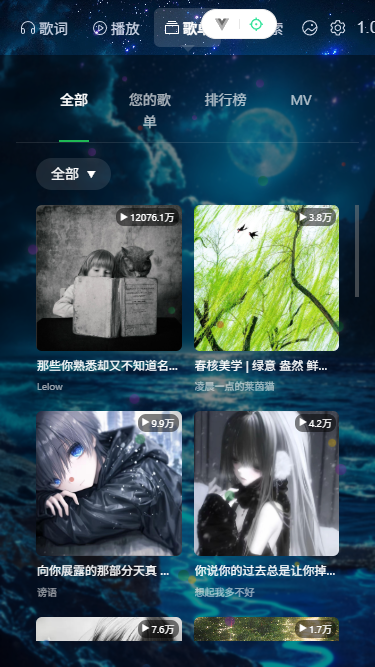 歌词 播放 歌单 索 1.0
全部 您的歌单 排行榜 MV
全部 ▼
▶12076.1万 ▶3.8万
那些你熟悉却又不知道名... 春核美学 | 绿意 盎然 鲜...
Lelow 凌晨一点的莱茵猫
▶9.9万 ▶4.2万
向你展露的那部分天真 ... 你说你的过去总是让你掉...
谤语 想起我多不好
▶7.6万 ▶1.7万